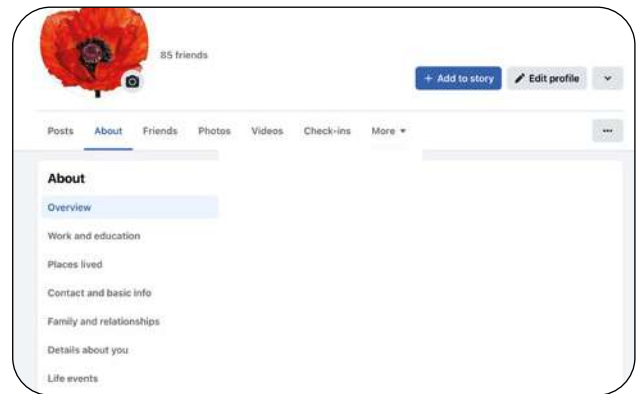 85 friends
+ Add to story Edit profile
Posts About Friends Photos Videos Check-ins More
About
Overview
Work and education
Places lived
Contact and basic info
Family and relationships
Details about you
Life events